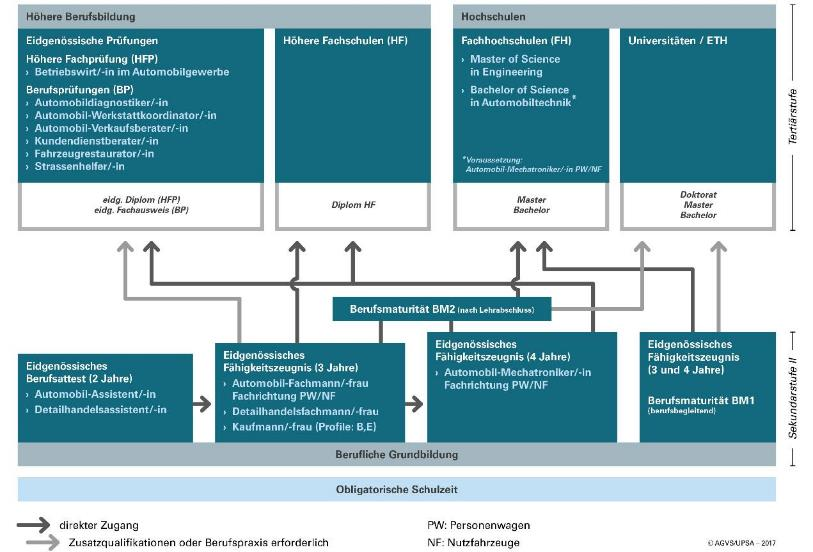 Höhere Berufsbildung
Hochschulen
Eidgenössische Prüfungen
Höhere Fachprüfung (HFP)
› Betriebswirt/-in im Automobilgewerbe
Berufsprüfungen (BP)
› Automobildiagnostiker/-in
› Automobil-Werkstattkoordinator/-in
› Automobil-Verkaufsberater/-in
› Kundendienstberater/-in
› Fahrzeugrestaurator/-in
› Strassenhelfer/-in
eidg. Diplom (HFP)
eidg. Fachausweis (BP)
Höhere Fachschulen (HF)
Diplom HF
Fachhochschulen (FH)
› Master of Science
in Engineering
› Bachelor of Science
in Automobiltechnik*
*Voraussetzung:
Automobil-Mechatroniker/-in PW/NF
Master
Bachelor
Universitäten / ETH
Doktorat
Master
Bachelor
Tertiärstufe
Berufsmaturität BM2 (nach Lehrabschluss)
Eidgenössisches
Berufsattest (2 Jahre)
› Automobil-Assistent/-in
› Detailhandelsassistent/-in
Eidgenössisches
Fähigkeitszeugnis (3 Jahre)
› Automobil-Fachmann/-frau
Fachrichtung PW/NF
› Detailhandelsfachmann/-frau
› Kaufmann/-frau (Profile: B,E)
Eidgenössisches
Fähigkeitszeugnis (4 Jahre)
› Automobil-Mechatroniker/-in
Fachrichtung PW/NF
Eidgenössisches
Fähigkeitszeugnis
(3 und 4 Jahre)
Berufsmaturität BM1
(berufsbegleitend)
Sekundarstufe II
Berufliche Grundbildung
Obligatorische Schulzeit
direkter Zugang
Zusatzqualifikationen oder Berufspraxis erforderlich
PW: Personenwagen
NF: Nutzfahrzeuge
© AGVS/UPSA – 2017